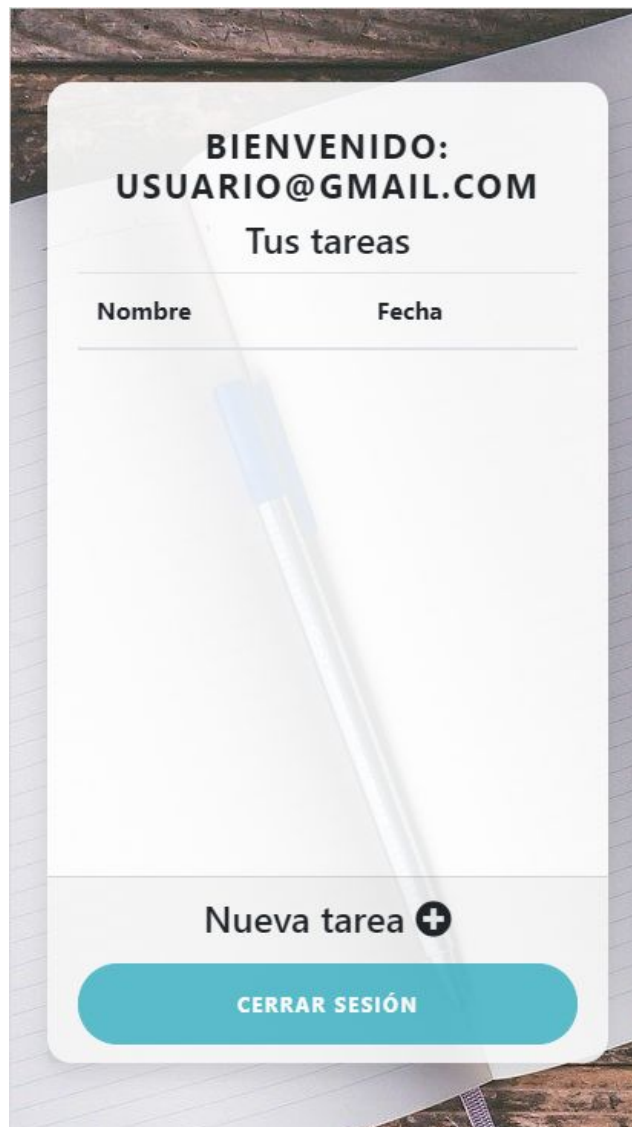 BIENVENIDO:
USUARIO@GMAIL.COM
Tus tareas
Nombre Fecha
Nueva tarea
CERRAR SESIÓN